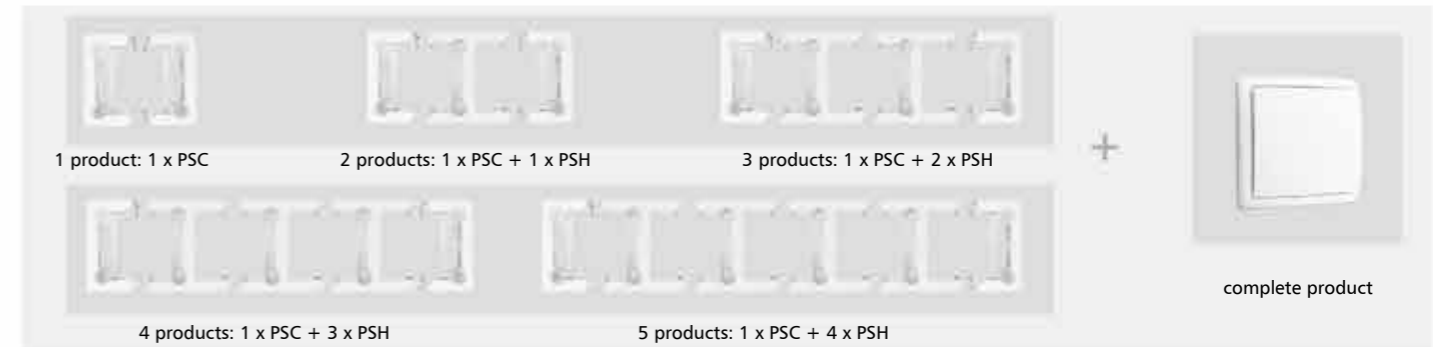 1 product: 1 x PSC
2 products: 1 x PSC + 1 x PSH
3 products: 1 x PSC + 2 x PSH
+
4 products: 1 x PSC + 3 x PSH
5 products: 1 x PSC + 4 x PSH
complete product